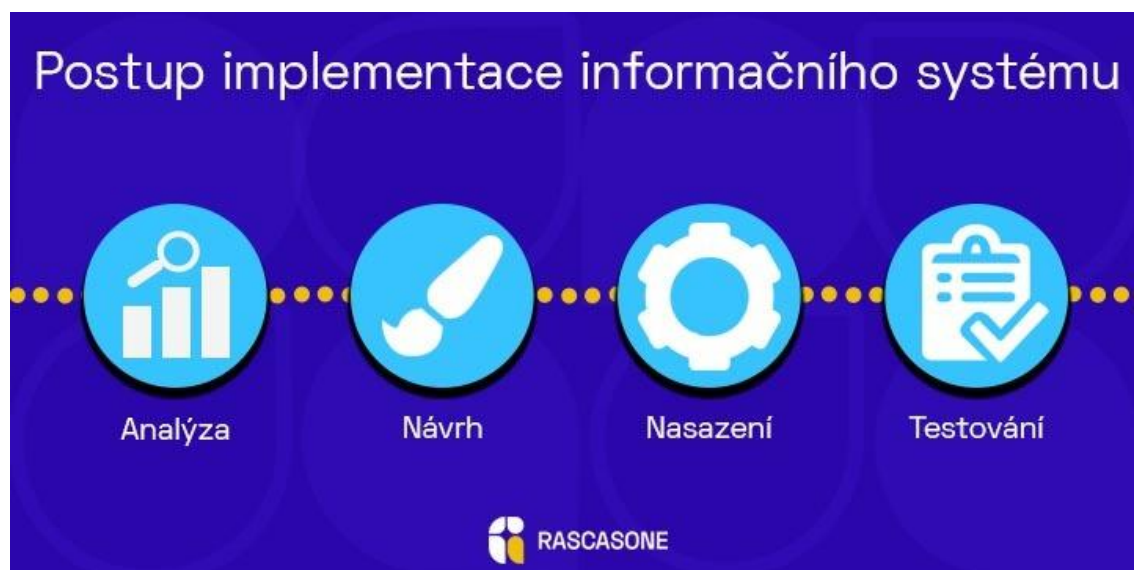 Postup implementace informačního systému
Analýza
Návrh
Nasazení
Testování
RASCASONE